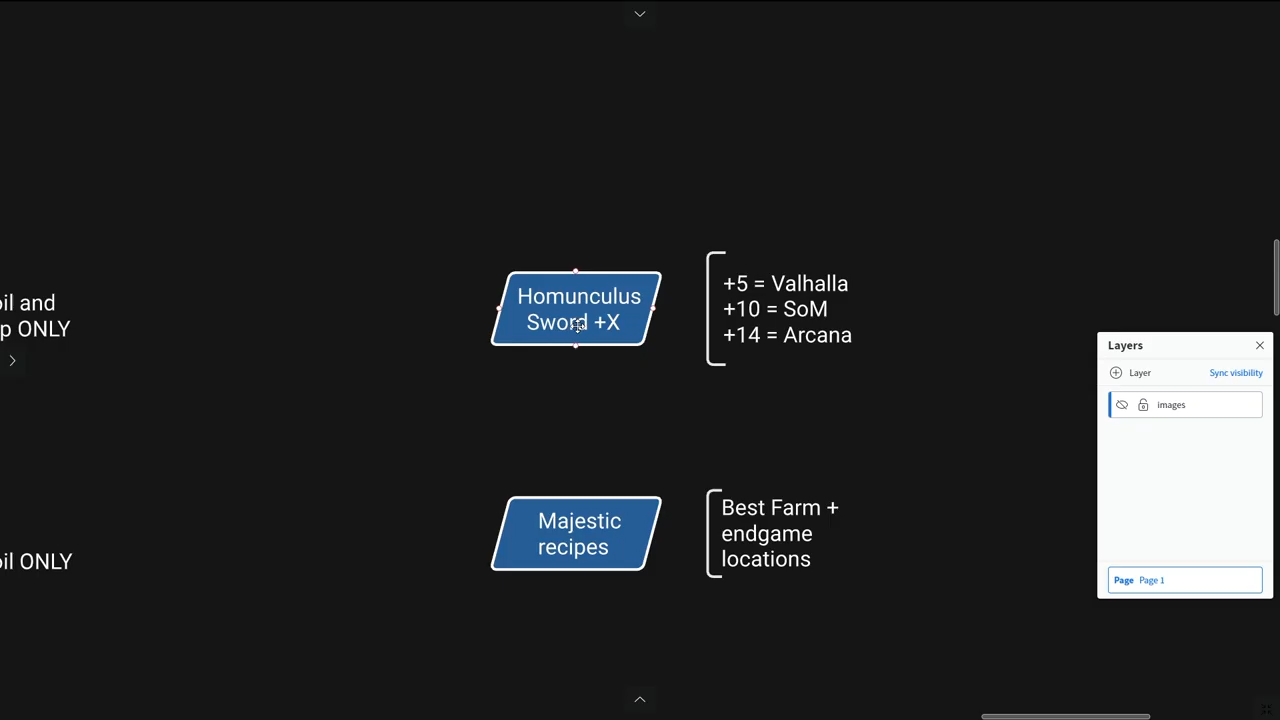 oil and
p ONLY
Homunculus
Sword +X
+5 = Valhalla
+10 = SoM
+14 = Arcana
Layers
Layer
Sync visibility
images
Majestic
recipes
Best Farm +
endgame
locations
oil ONLY
Page Page 1